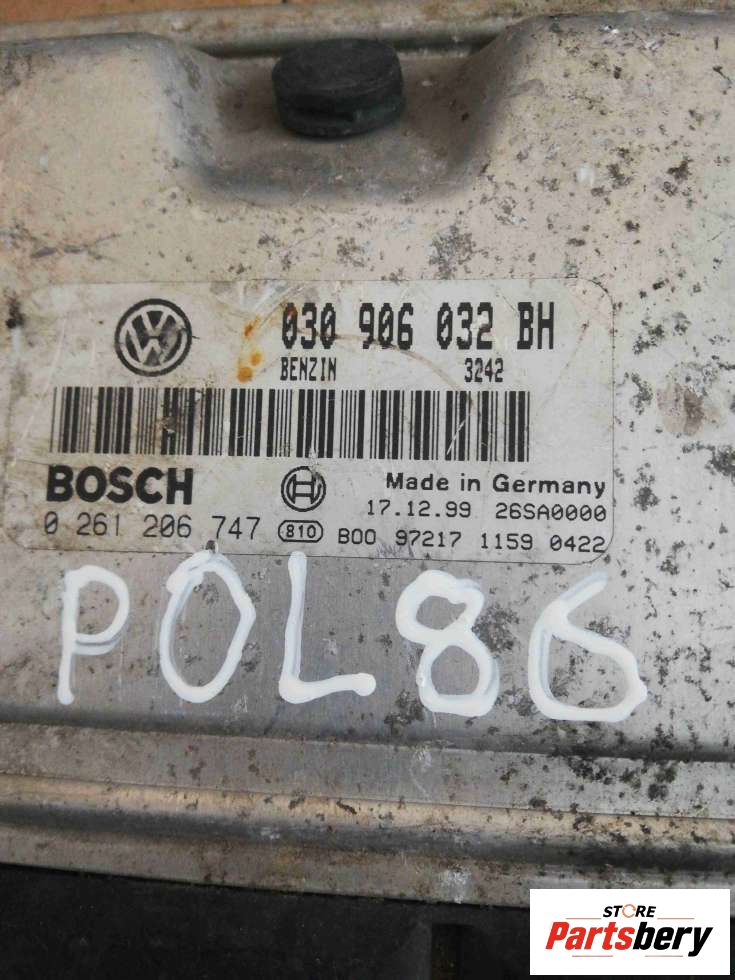 030 906 032 BH
BENZIN 3242
BOSCH Made in Germany
17.12.99 26SA0000
0 261 206 747 810 B00 97217 1159 0422
POL86
STORE
Partsbery